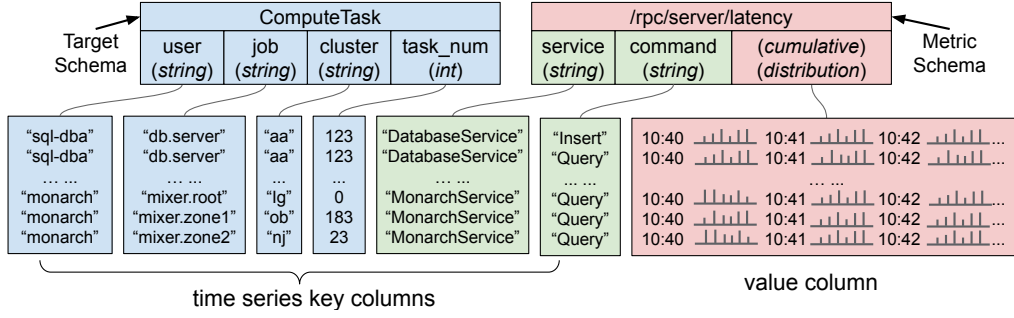 ComputeTask
/rpc/server/latency
Target
Schema
user
(string)
job
(string)
cluster
(string)
task_num
(int)
service
(string)
command
(string)
(cumulative)
(distribution)
Metric
Schema
“sql-dba” “db.server” “aa” 123 “DatabaseService” “Insert” 10:40 10:41 10:42
“sql-dba” “db.server” “aa” 123 “DatabaseService” “Query” 10:40 10:41 10:42 ...
... ... ... ... ... ... ... ... ... ... ... ...
“monarch” “mixer.root” “lg” 0 “MonarchService” “Query” 10:40 10:41 10:42
“monarch” “mixer.zone1” “ob” 183 “MonarchService” “Query” 10:40 10:41 10:42 ...
“monarch” “mixer.zone2” “nj” 23 “MonarchService” “Query” 10:40 10:41 10:42 ...
time series key columns
value column